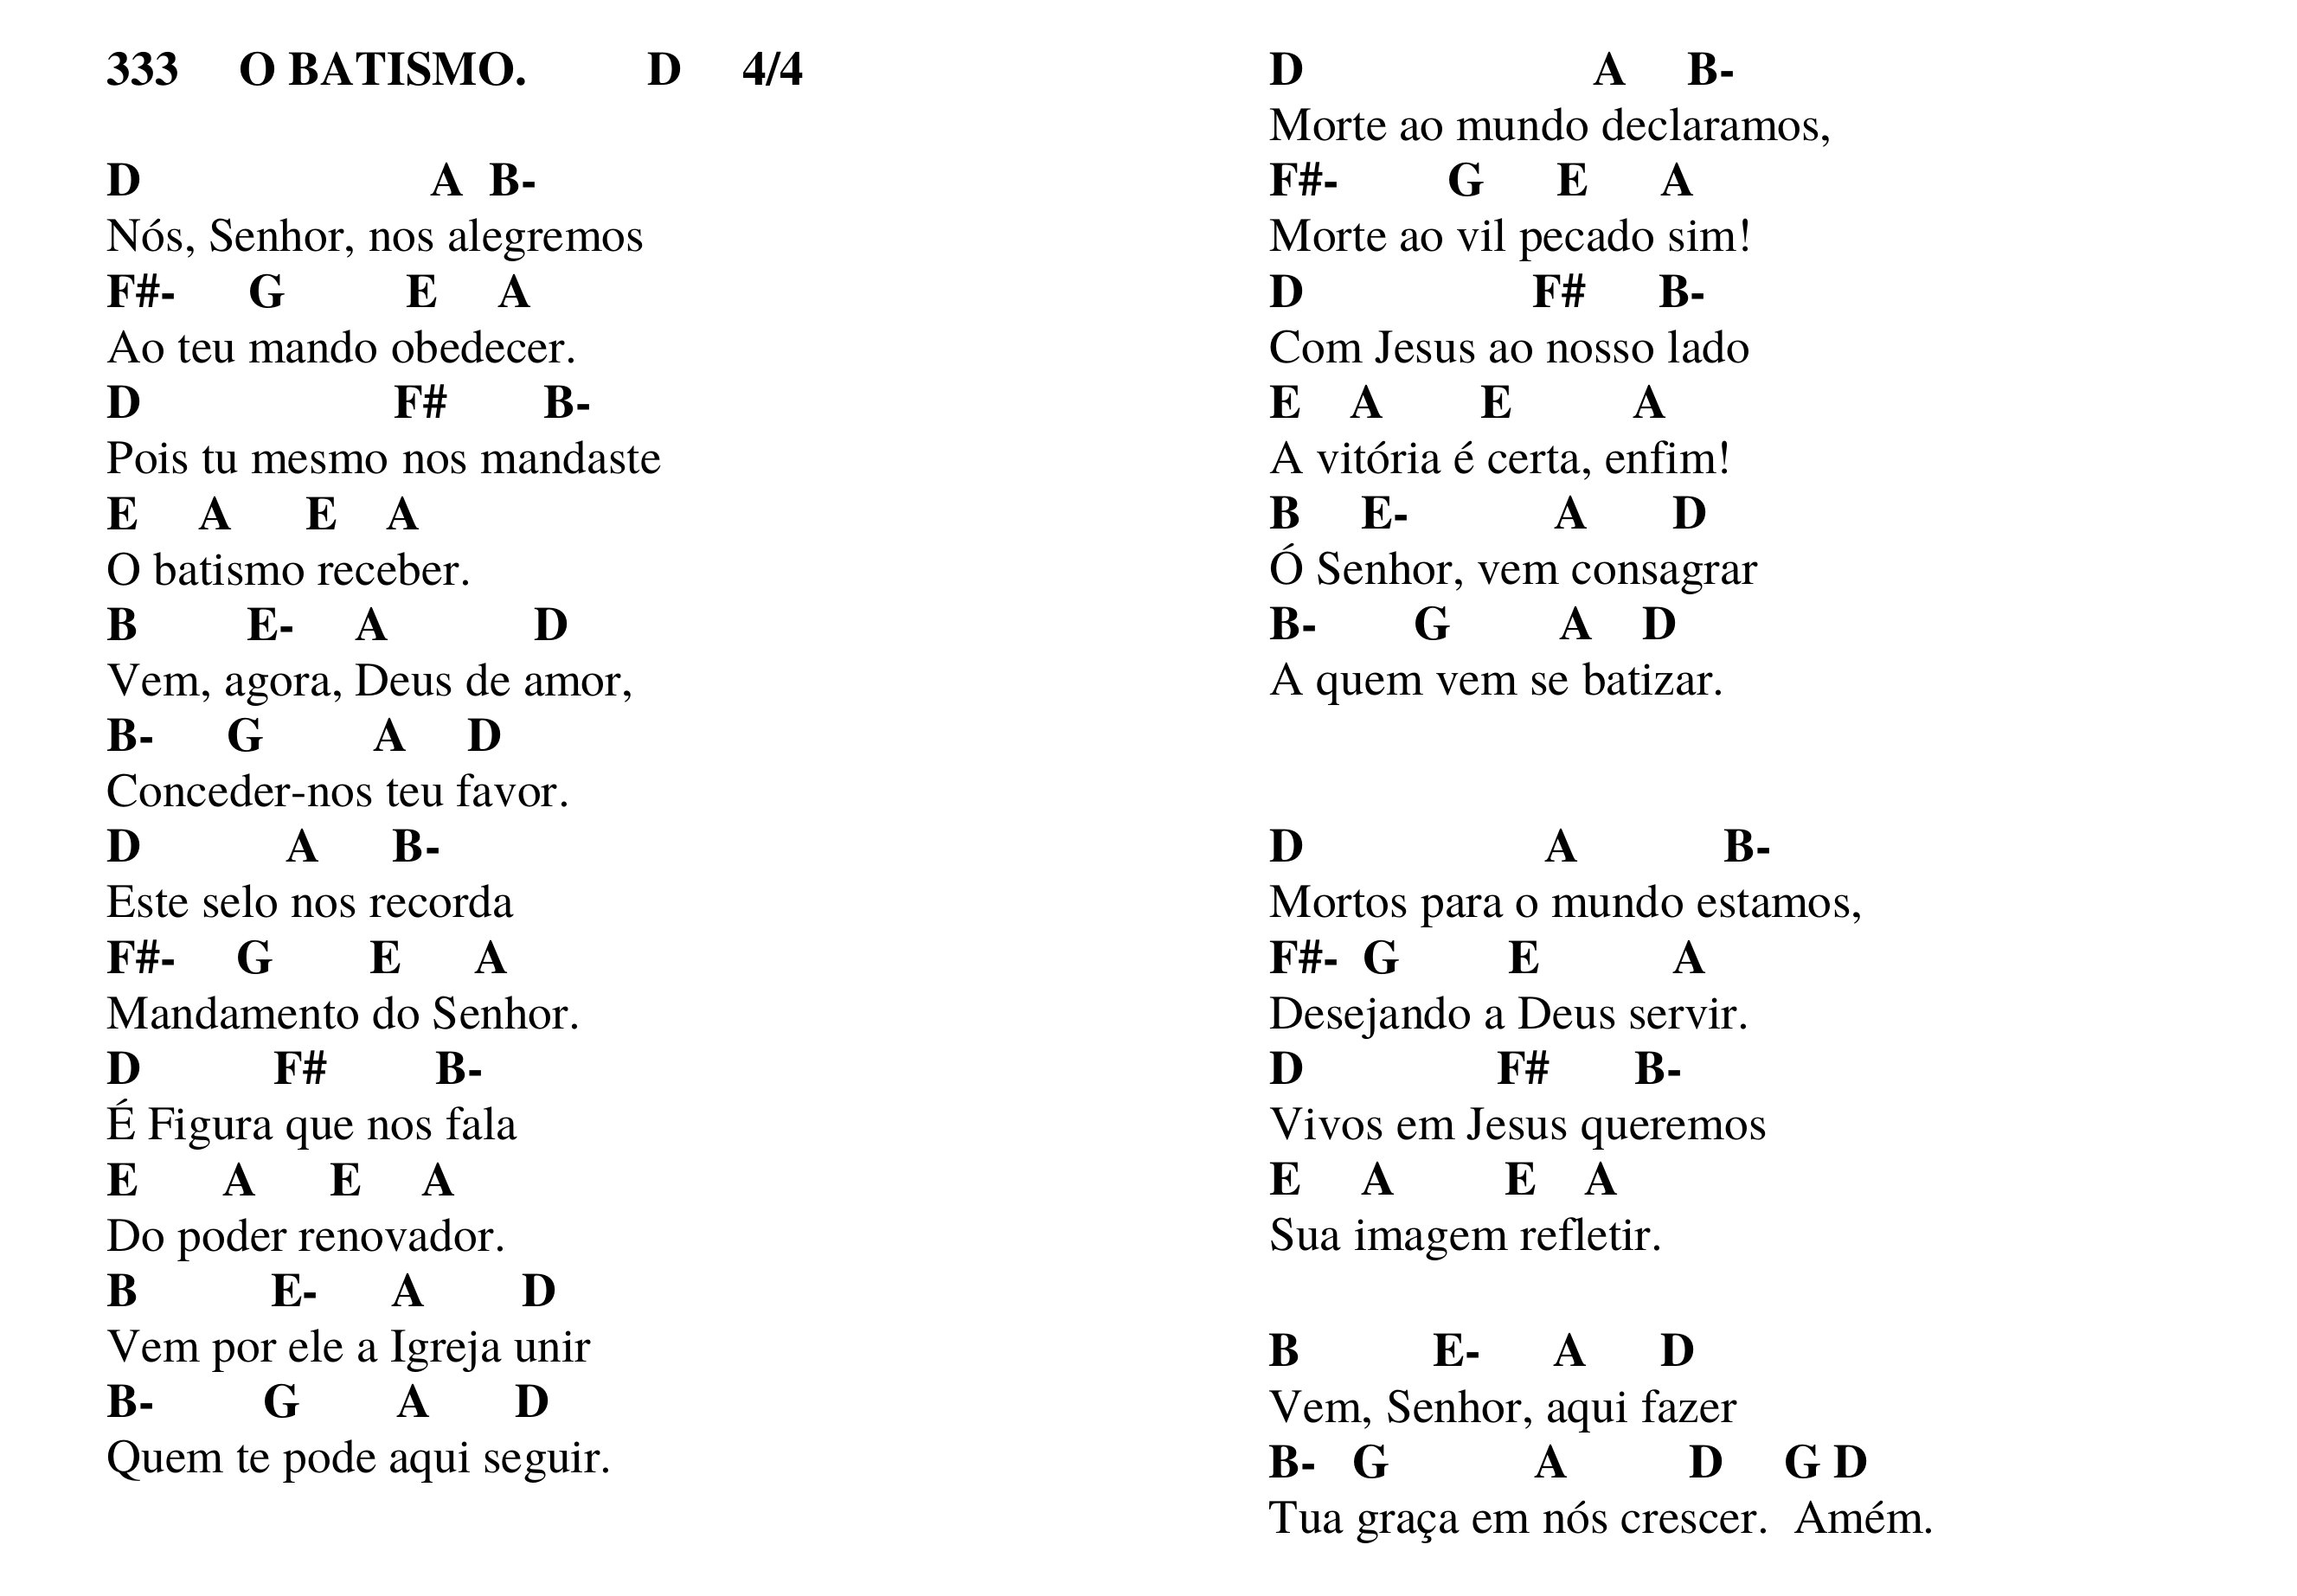 333 O BATISMO. D 4/4
D A B-
Nós, Senhor, nos alegremos
F#- G E A
Ao teu mando obedecer.
D F# B-
Pois tu mesmo nos mandaste
E A E A
O batismo receber.
B E- A D
Vem, agora, Deus de amor,
B- G A D
Conceder-nos teu favor.
D A B-
Este selo nos recorda
F#- G E A
Mandamento do Senhor.
D F# B-
É Figura que nos fala
E A E A
Do poder renovador.
B E- A D
Vem por ele a Igreja unir
B- G A D
Quem te pode aqui seguir.
D A B-
Morte ao mundo declaramos,
F#- G E A
Morte ao vil pecado sim!
D F# B-
Com Jesus ao nosso lado
E A E A
A vitória é certa, enfim!
B E- A D
Ó Senhor, vem consagrar
B- G A D
A quem vem se batizar.
D A B-
Mortos para o mundo estamos,
F#- G E A
Desejando a Deus servir.
D F# B-
Vivos em Jesus queremos
E A E A
Sua imagem refletir.
B E- A D
Vem, Senhor, aqui fazer
B- G A D G D
Tua graça em nós crescer. Amém.